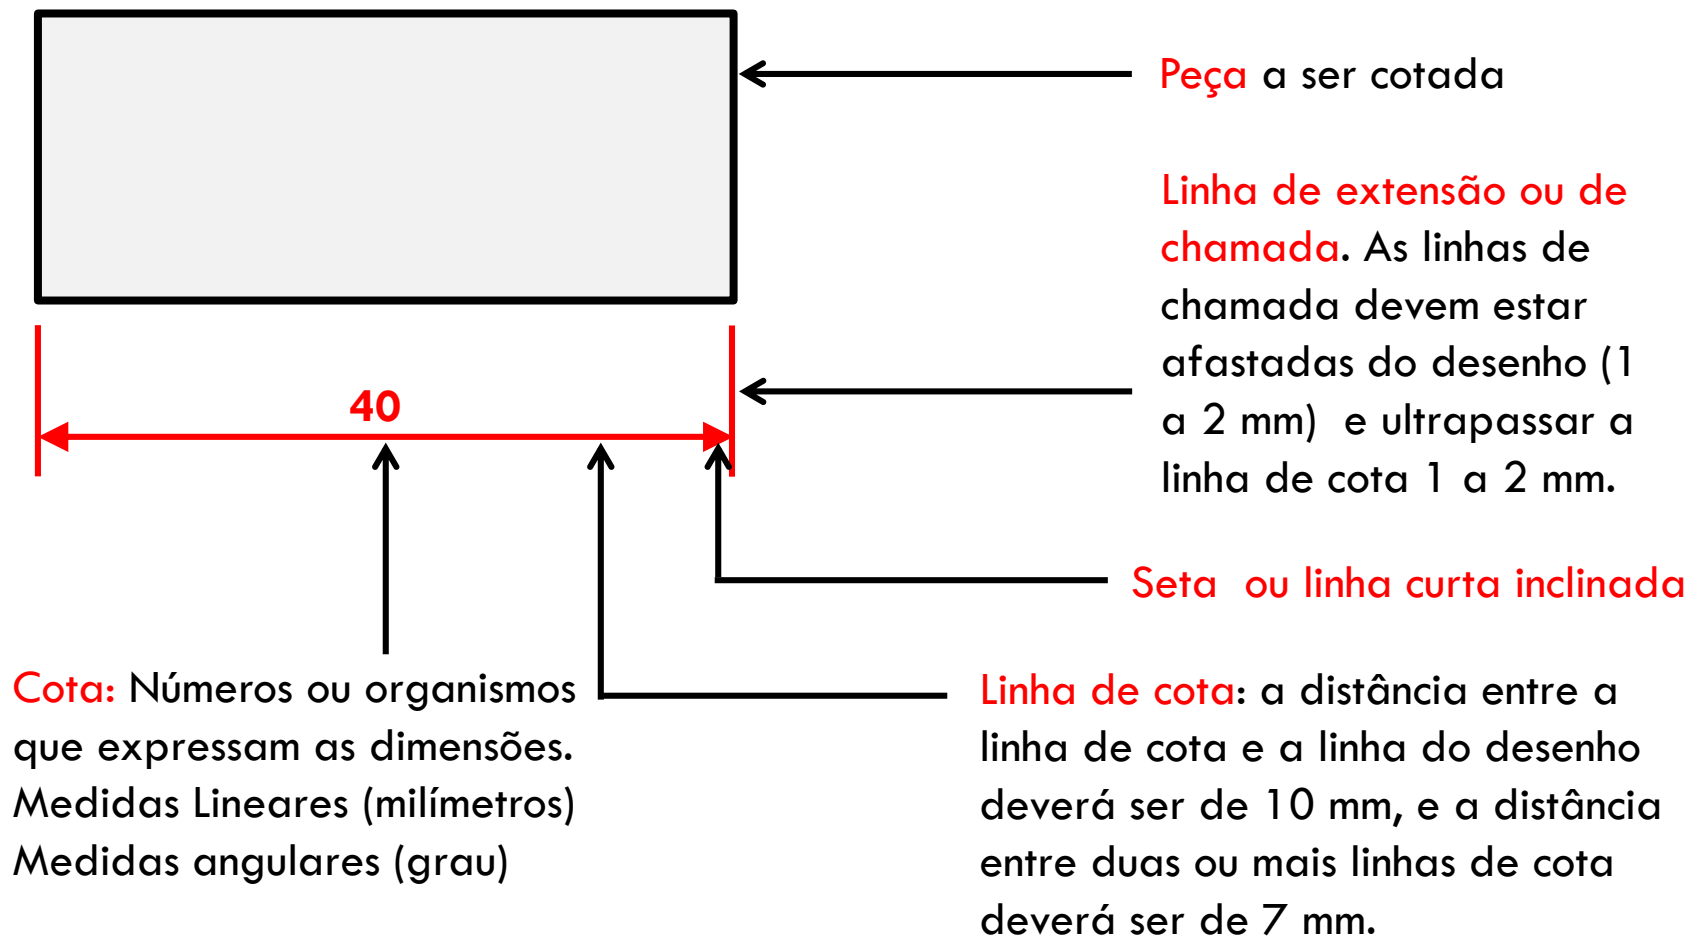 Peça a ser cotada
Linha de extensão ou de
chamada. As linhas de
chamada devem estar
afastadas do desenho (1
a 2 mm) e ultrapassar a
linha de cota 1 a 2 mm.
40
Seta ou linha curta inclinada
Cota: Números ou organismos
que expressam as dimensões.
Medidas Lineares (milímetros)
Medidas angulares (grau)
Linha de cota: a distância entre a
linha de cota e a linha do desenho
deverá ser de 10 mm, e a distância
entre duas ou mais linhas de cota
deverá ser de 7 mm.